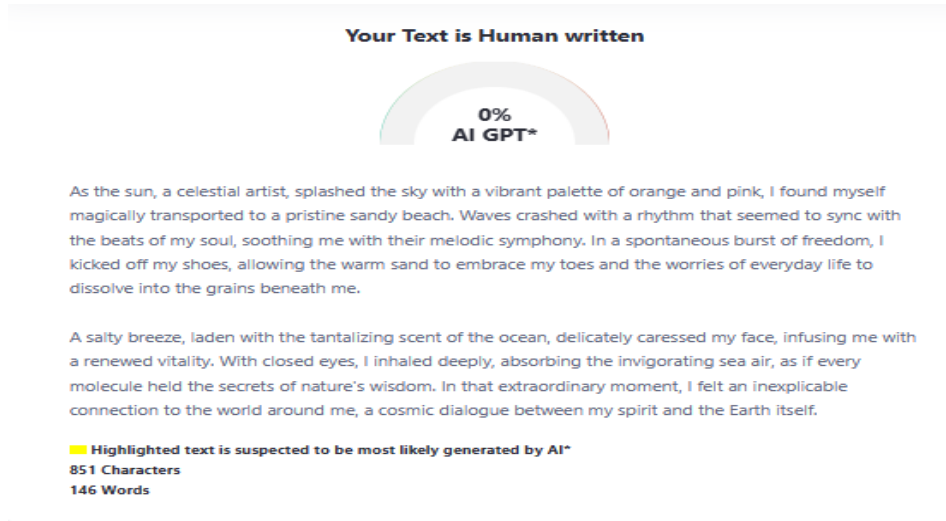 Your Text is Human written
0%
AI GPT*
As the sun, a celestial artist, splashed the sky with a vibrant palette of orange and pink, I found myself
magically transported to a pristine sandy beach. Waves crashed with a rhythm that seemed to sync with
the beats of my soul, soothing me with their melodic symphony. In a spontaneous burst of freedom, I
kicked off my shoes, allowing the warm sand to embrace my toes and the worries of everyday life to
dissolve into the grains beneath me.
A salty breeze, laden with the tantalizing scent of the ocean, delicately caressed my face, infusing me with
a renewed vitality. With closed eyes, I inhaled deeply, absorbing the invigorating sea air, as if every
molecule held the secrets of nature's wisdom. In that extraordinary moment, I felt an inexplicable
connection to the world around me, a cosmic dialogue between my spirit and the Earth itself.
Highlighted text is suspected to be most likely generated by AI*
851 Characters
146 Words